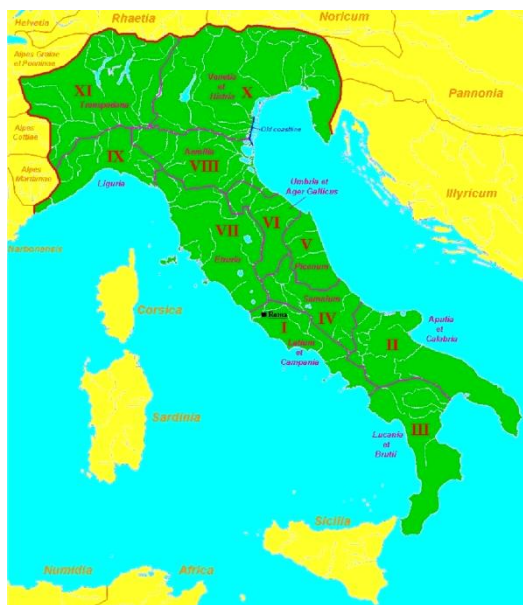 Rhaetia
Noricum
Helvetia
Alpes Graiae
et Poeninae
XI
Transpadana
Venetia
et
Histria
X
Pannonia
Old coastline
Alpes
Cottiae
IX
Aemilia
VIII
Alpes
Maritimae
Liguria
Umbria et
Ager Gallicus
Illyricum
VII
VI
V
Narbonensis
Etruria
Picenum
Samnium
Corsica
Roma
I
IV
Latium
et
Campania
Apulia
et
Calabria
II
Sardinia
III
Lucania
et
Brutii
Sicilia
Numidia
Africa